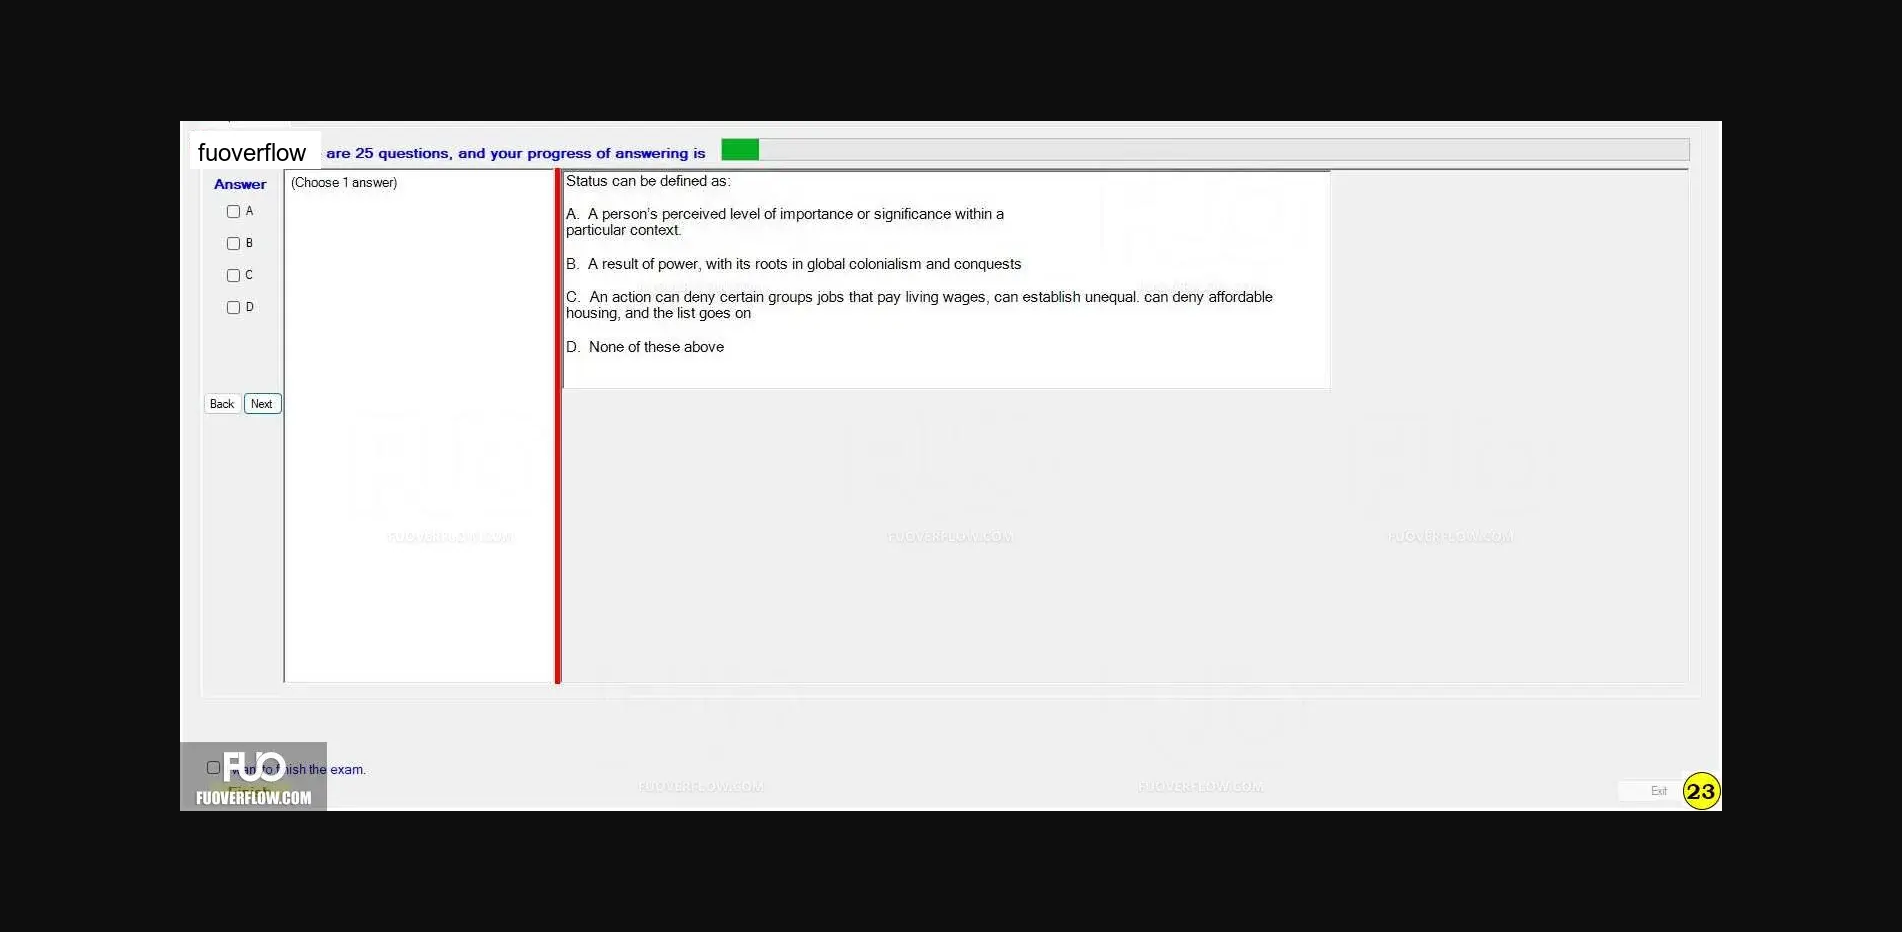 fuoverflow are 25 questions, and your progress of answering is
Answer
(Choose 1 answer)
A
B
C
D
Back Next
Status can be defined as:
A. A person's perceived level of importance or significance within a
particular context.
B. A result of power, with its roots in global colonialism and conquests
C. An action can deny certain groups jobs that pay living wages, can establish unequal. can deny affordable
housing, and the list goes on
D. None of these above
FUOVERFLOW.COM FUOVERFLOW.COM FUOVERFLOW.COM
FUO
want to finish the exam.
Finish
FUOVERFLOW.COM
FUOVERFLOW.COM FUOVERFLOW.COM
Exit 23